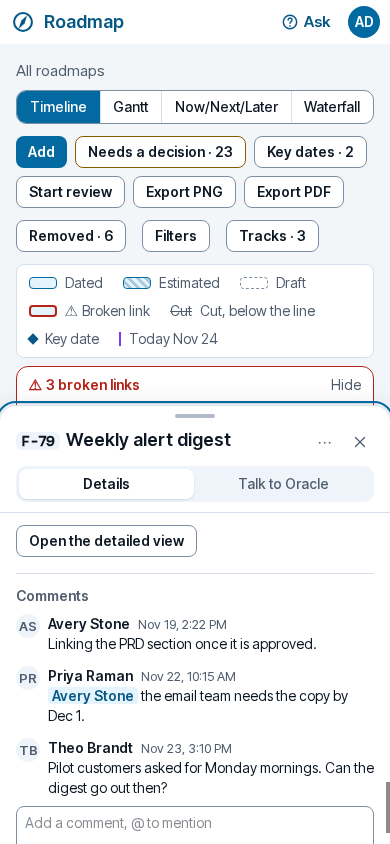 Roadmap
Ask
AD
All roadmaps
Timeline
Gantt
Now/Next/Later
Waterfall
Add
Needs a decision · 23
Key dates · 2
Start review
Export PNG
Export PDF
Removed · 6
Filters
Tracks · 3
Dated
Estimated
Draft
⚠ Broken link
Cut
Cut, below the line
Key date
Today Nov 24
⚠ 3 broken links
Hide
F-79 Weekly alert digest
Details
Talk to Oracle
Open the detailed view
Comments
AS
Avery Stone Nov 19, 2:22 PM
Linking the PRD section once it is approved.
PR
Priya Raman Nov 22, 10:15 AM
Avery Stone the email team needs the copy by
Dec 1.
TB
Theo Brandt Nov 23, 3:10 PM
Pilot customers asked for Monday mornings. Can the
digest go out then?
Add a comment, @ to mention